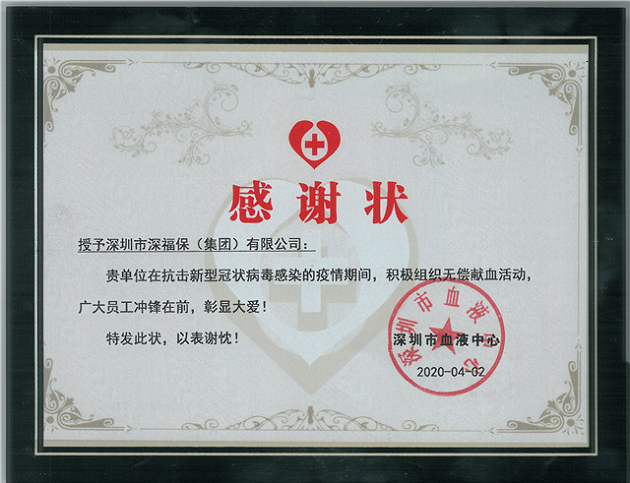 感谢状
授予深圳市深福保（集团）有限公司：
贵单位在抗击新型冠状病毒感染的疫情期间，积极组织无偿献血活动，
广大员工冲锋在前，彰显大爱！
特发此状，以表谢忱！
深圳市血液中心
深圳市血液中心
2020-04-02